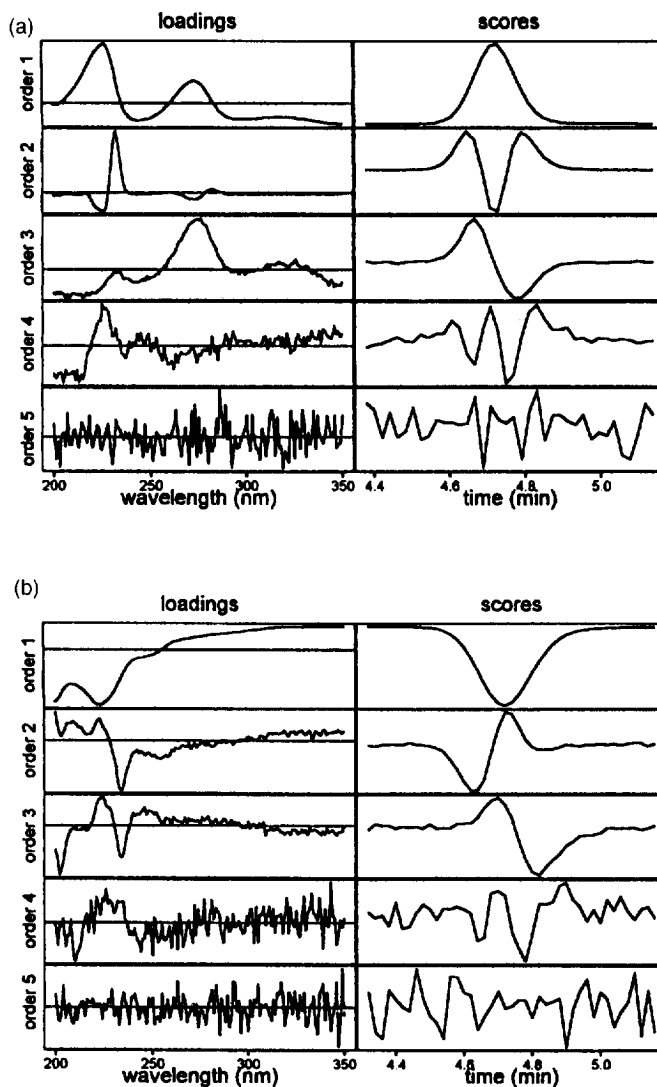 (a)
loadings scores
order 1
order 2
order 3
order 4
order 5
200 250 300 350 4.4 4.6 4.8 5.0
wavelength (nm) time (min)
(b)
loadings scores
order 1
order 2
order 3
order 4
order 5
200 250 300 350 4.4 4.6 4.8 5.0
wavelength (nm) time (min)